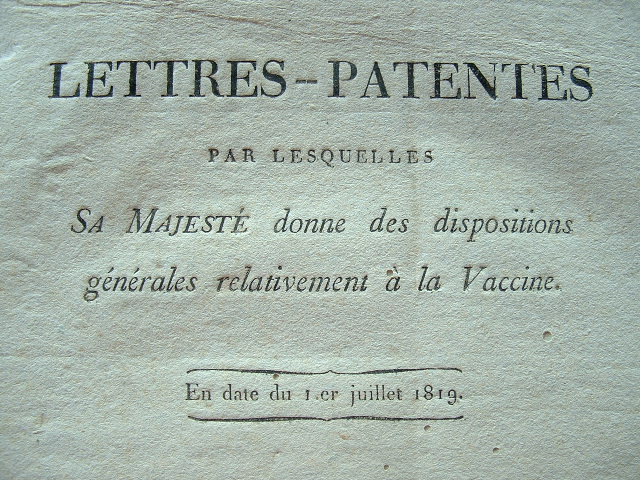 LETTRES-PATENTES
PAR LESQUELLES
SA MAJESTÉ donne des dispositions
générales relativement à la Vaccine.
En date du 1.er juillet 1819.